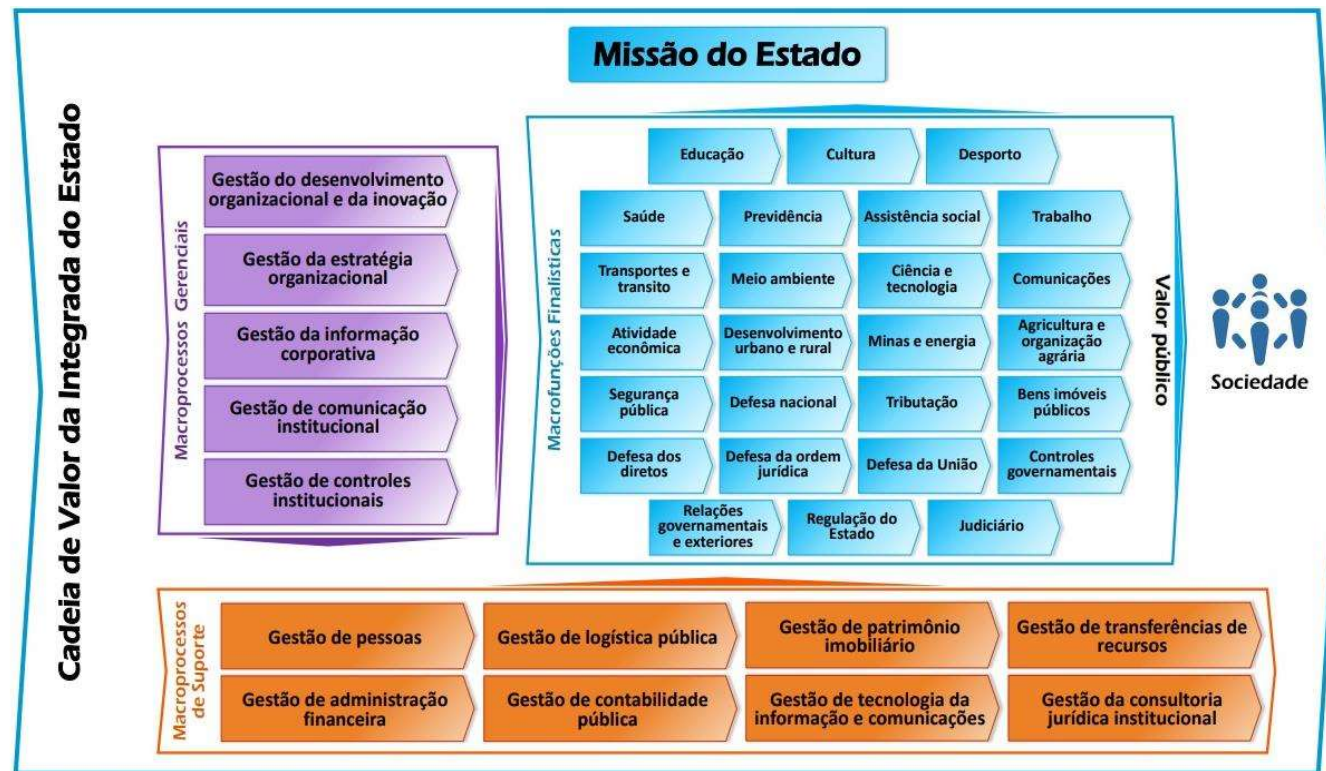 Missão do Estado
Cadeia de Valor da Integrada do Estado
Macroprocessos Gerenciais
Gestão do desenvolvimento
organizacional e da inovação
Gestão da estratégia
organizacional
Gestão da informação
corporativa
Gestão de comunicação
institucional
Gestão de controles
institucionais
Macrofunções Finalísticas
Educação
Cultura
Desporto
Saúde
Previdência
Assistência social
Trabalho
Transportes e
transito
Meio ambiente
Ciência e
tecnologia
Comunicações
Atividade
econômica
Desenvolvimento
urbano e rural
Minas e energia
Agricultura e
organização
agrária
Segurança
pública
Defesa nacional
Tributação
Bens imóveis
públicos
Defesa dos
diretos
Defesa da ordem
jurídica
Defesa da União
Controles
governamentais
Relações
governamentais
e exteriores
Regulação do
Estado
Judiciário
Valor público
Sociedade
Macroprocessos
de Suporte
Gestão de pessoas
Gestão de logística pública
Gestão de patrimônio
imobiliário
Gestão de transferências de
recursos
Gestão de administração
financeira
Gestão de contabilidade
pública
Gestão de tecnologia da
informação e comunicações
Gestão da consultoria
jurídica institucional